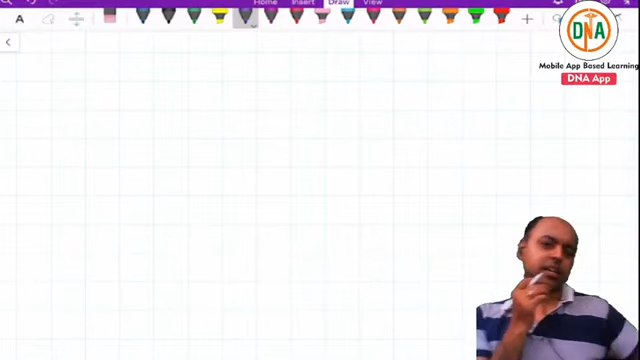 Home Insert Draw View
A
DNA
Mobile App Based Learning
DNA App